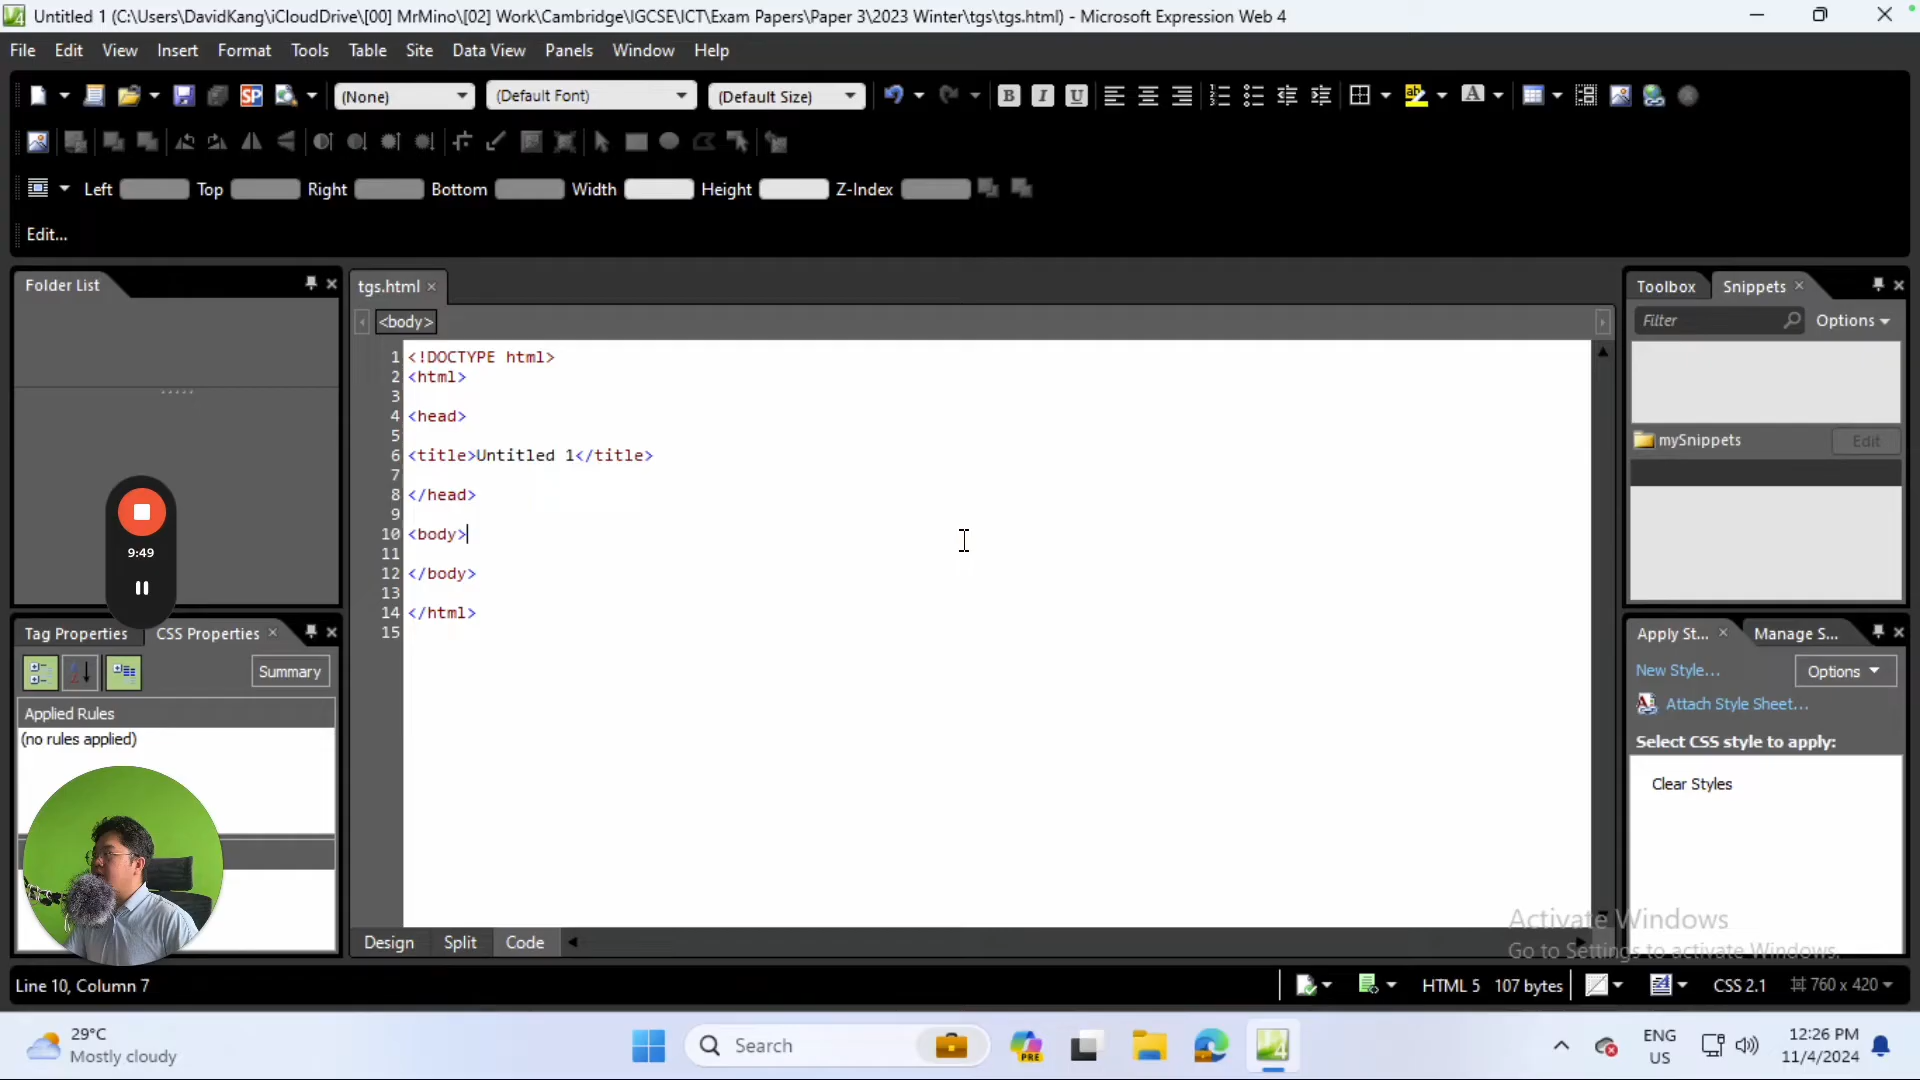 Untitled 1 (C:\Users\DavidKang\iCloudDrive\[00] MrMino\[02] Work\Cambridge\IGCSE\ICT\Exam Papers\Paper 3\2023 Winter\tgs\tgs.html) - Microsoft Expression Web 4
File Edit View Insert Format Tools Table Site Data View Panels Window Help
(None) (Default Font) (Default Size)
Left Top Right Bottom Width Height Z-Index
Edit...
Folder List
tgs.html
<body>
Toolbox Snippets
Filter Options
mySnippets Edit
1 <!DOCTYPE html>
2 <html>
3
4 <head>
5
6 <title>Untitled 1</title>
7
8 </head>
9
10 <body>
11
12 </body>
13
14 </html>
15
9:49
Tag Properties CSS Properties
Summary
Applied Rules
(no rules applied)
Apply St... Manage S...
New Style... Options
Attach Style Sheet...
Select CSS style to apply:
Clear Styles
Design Split Code
Activate Windows
Go to Settings to activate Windows.
Line 10, Column 7
HTML 5 107 bytes CSS 2.1 760 x 420
29°C
Mostly cloudy
Search
PRE
ENG
US
12:26 PM
11/4/2024